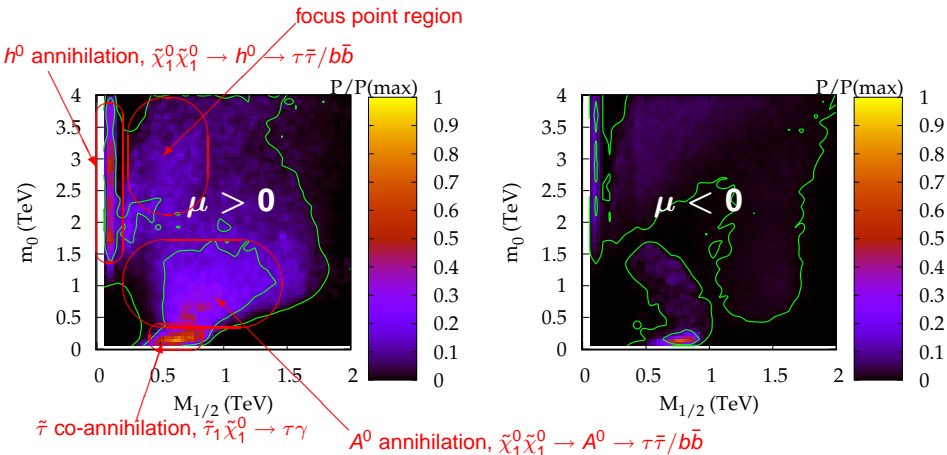 focus point region
h⁰ annihilation, χ̃₁⁰χ̃₁⁰ → h⁰ → ττ̄/bb̄
P/P(max)
4
3.5
3
2.5
2
1.5
1
0.5
0
m₀ (TeV)
μ > 0
0 0.5 1 1.5 2
M₁/₂ (TeV)
1
0.9
0.8
0.7
0.6
0.5
0.4
0.3
0.2
0.1
0
P/P(max)
4
3.5
3
2.5
2
1.5
1
0.5
0
m₀ (TeV)
μ < 0
0 0.5 1 1.5 2
M₁/₂ (TeV)
1
0.9
0.8
0.7
0.6
0.5
0.4
0.3
0.2
0.1
0
τ̃ co-annihilation, τ̃₁χ̃₁⁰ → τγ
A⁰ annihilation, χ̃₁⁰χ̃₁⁰ → A⁰ → ττ̄/bb̄